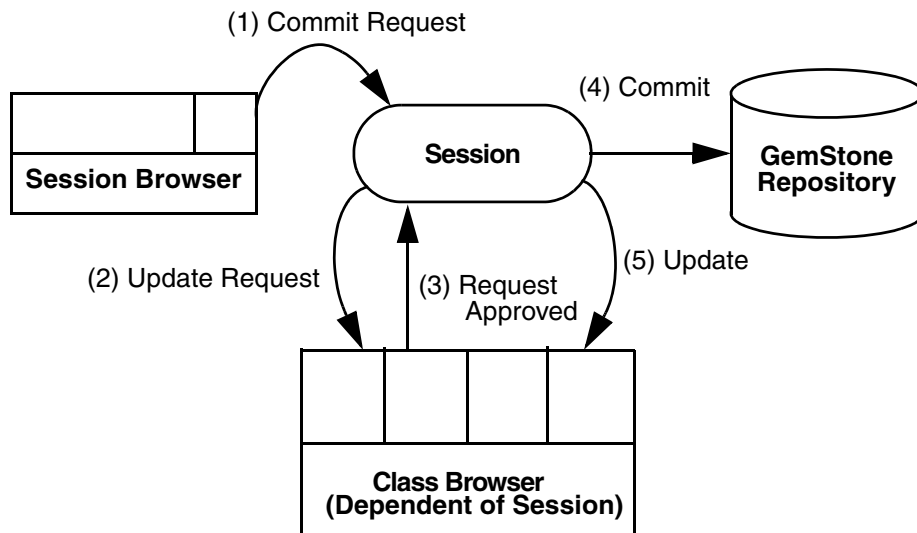 (1) Commit Request
(4) Commit
Session Browser
Session
GemStone
Repository
(2) Update Request
(3) Request
Approved
(5) Update
Class Browser
(Dependent of Session)